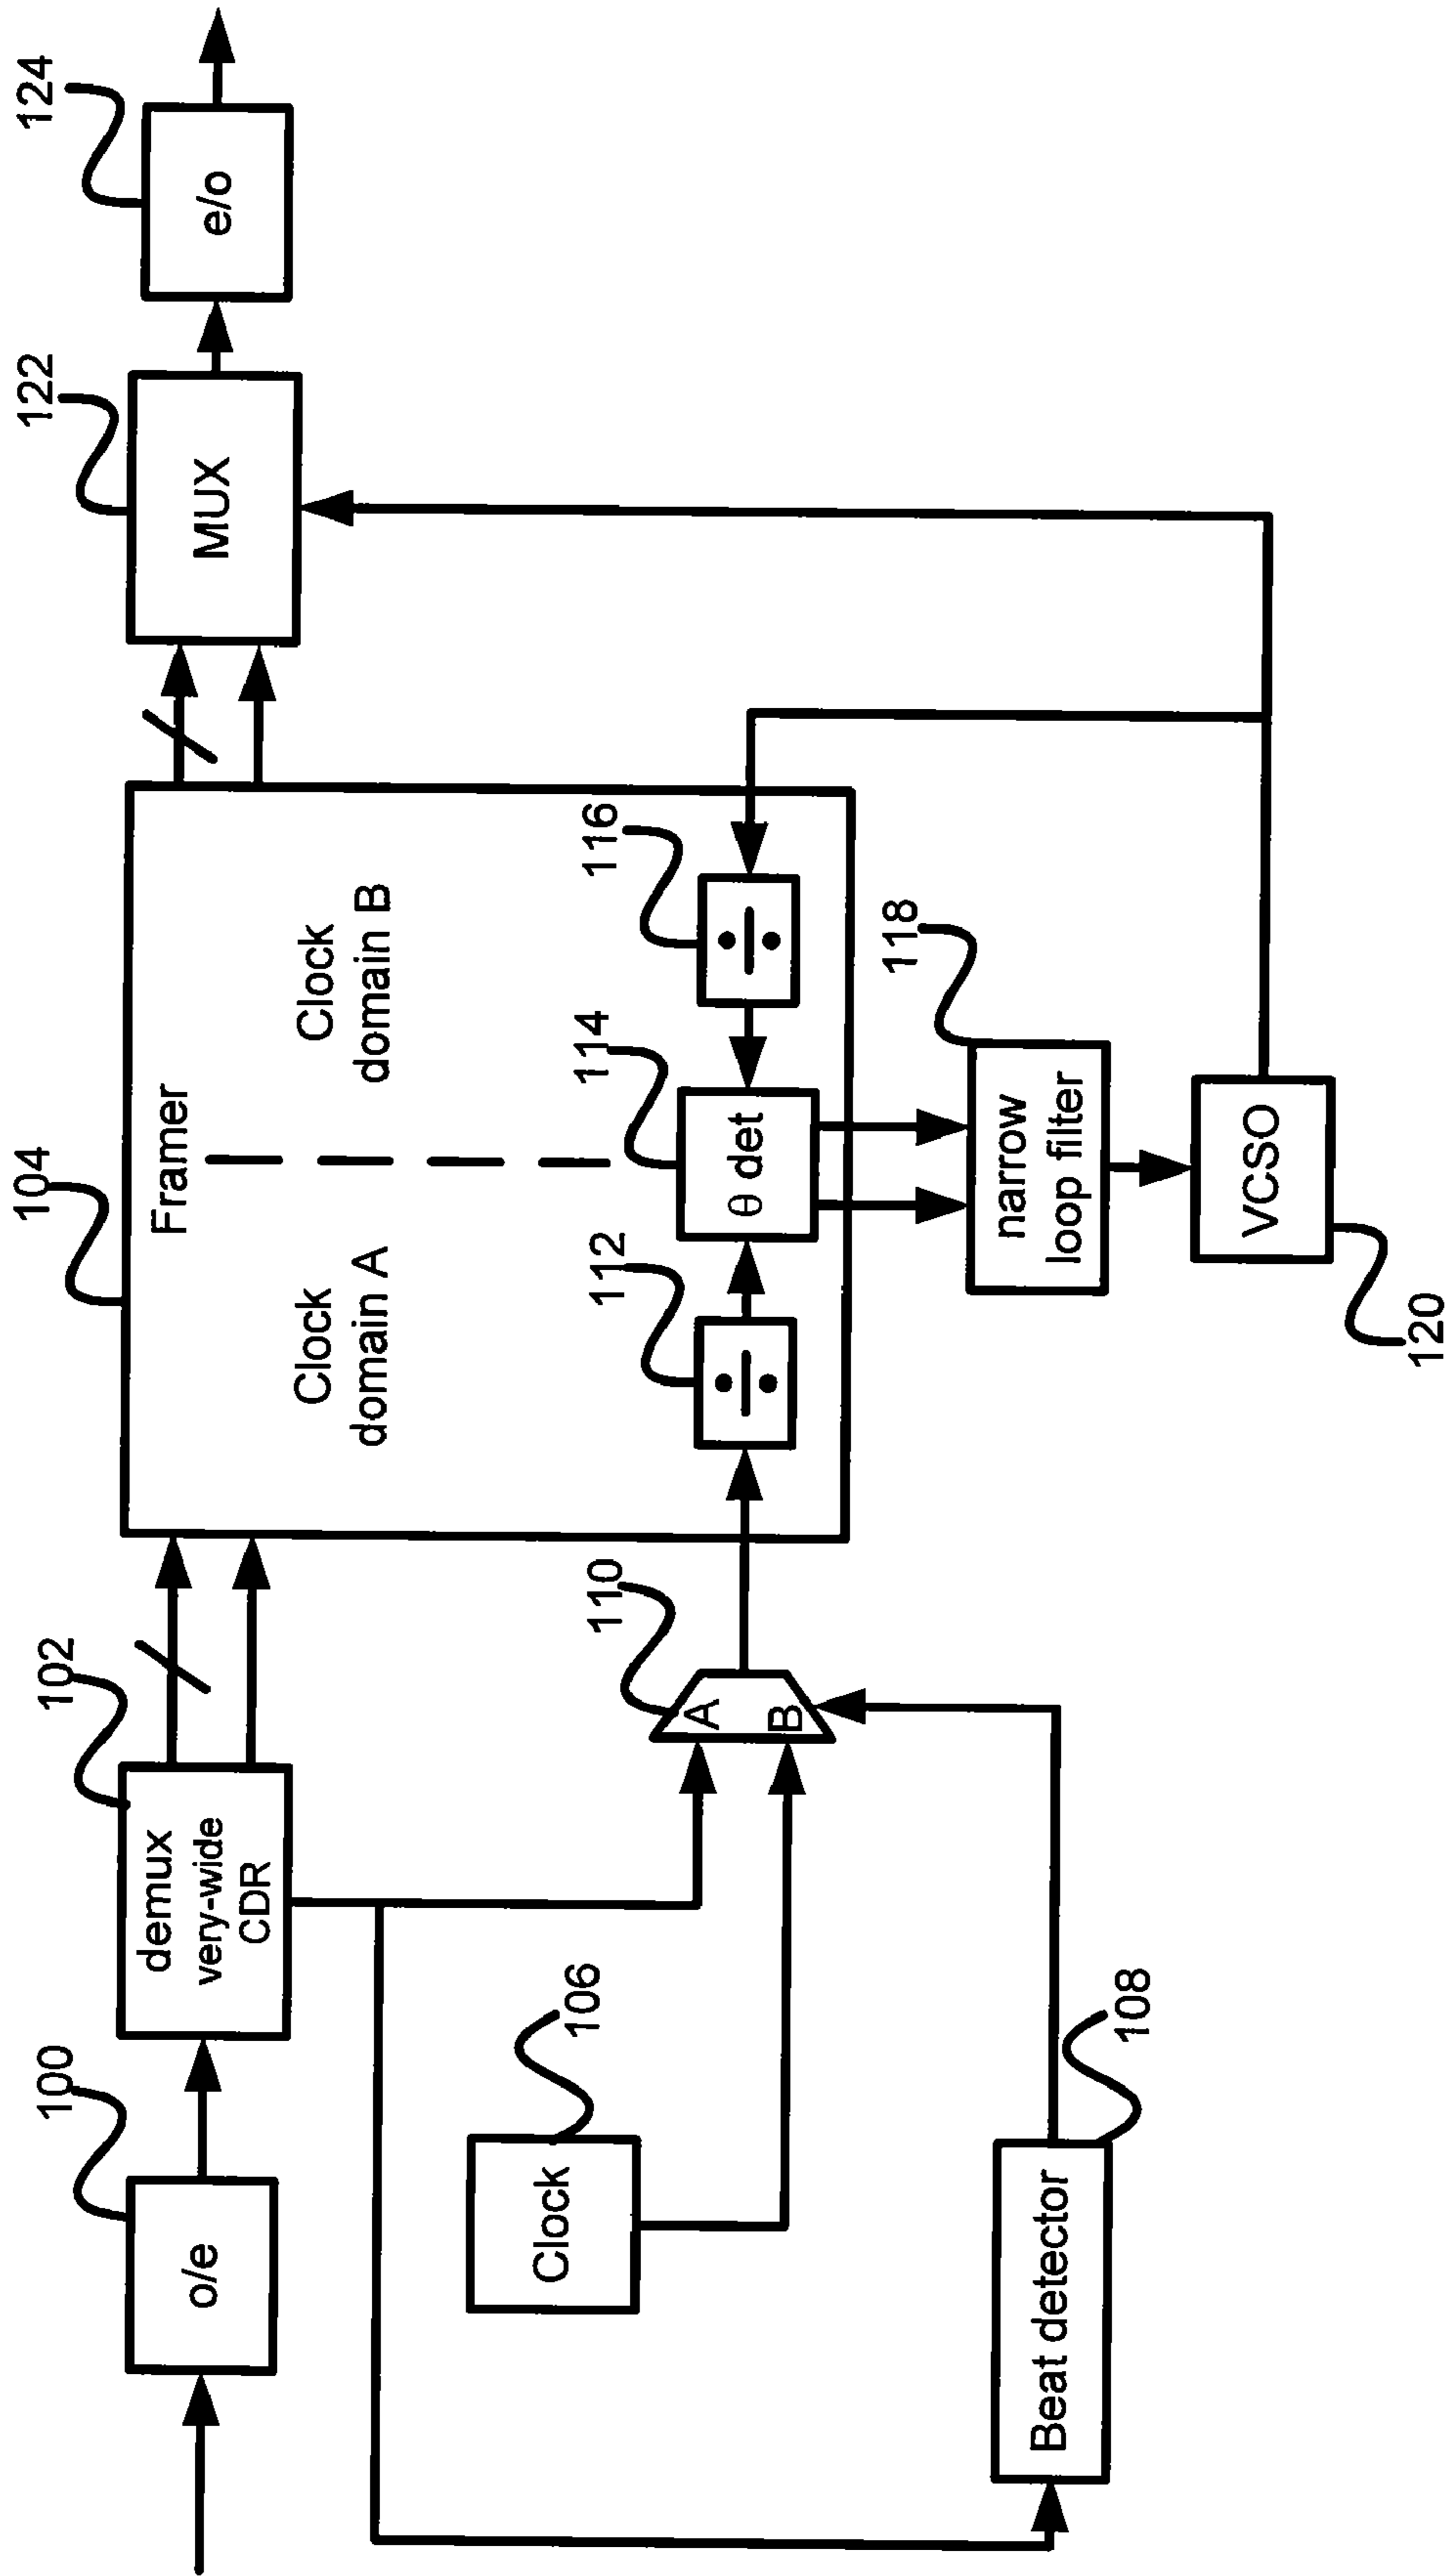 100
o/e
102
demux
very-wide
CDR
104
Framer
Clock
domain A
Clock
domain B
122
MUX
124
e/o
106
Clock
110
A
B
112
÷
114
θ det
116
÷
108
Beat detector
118
narrow
loop filter
VCSO
120